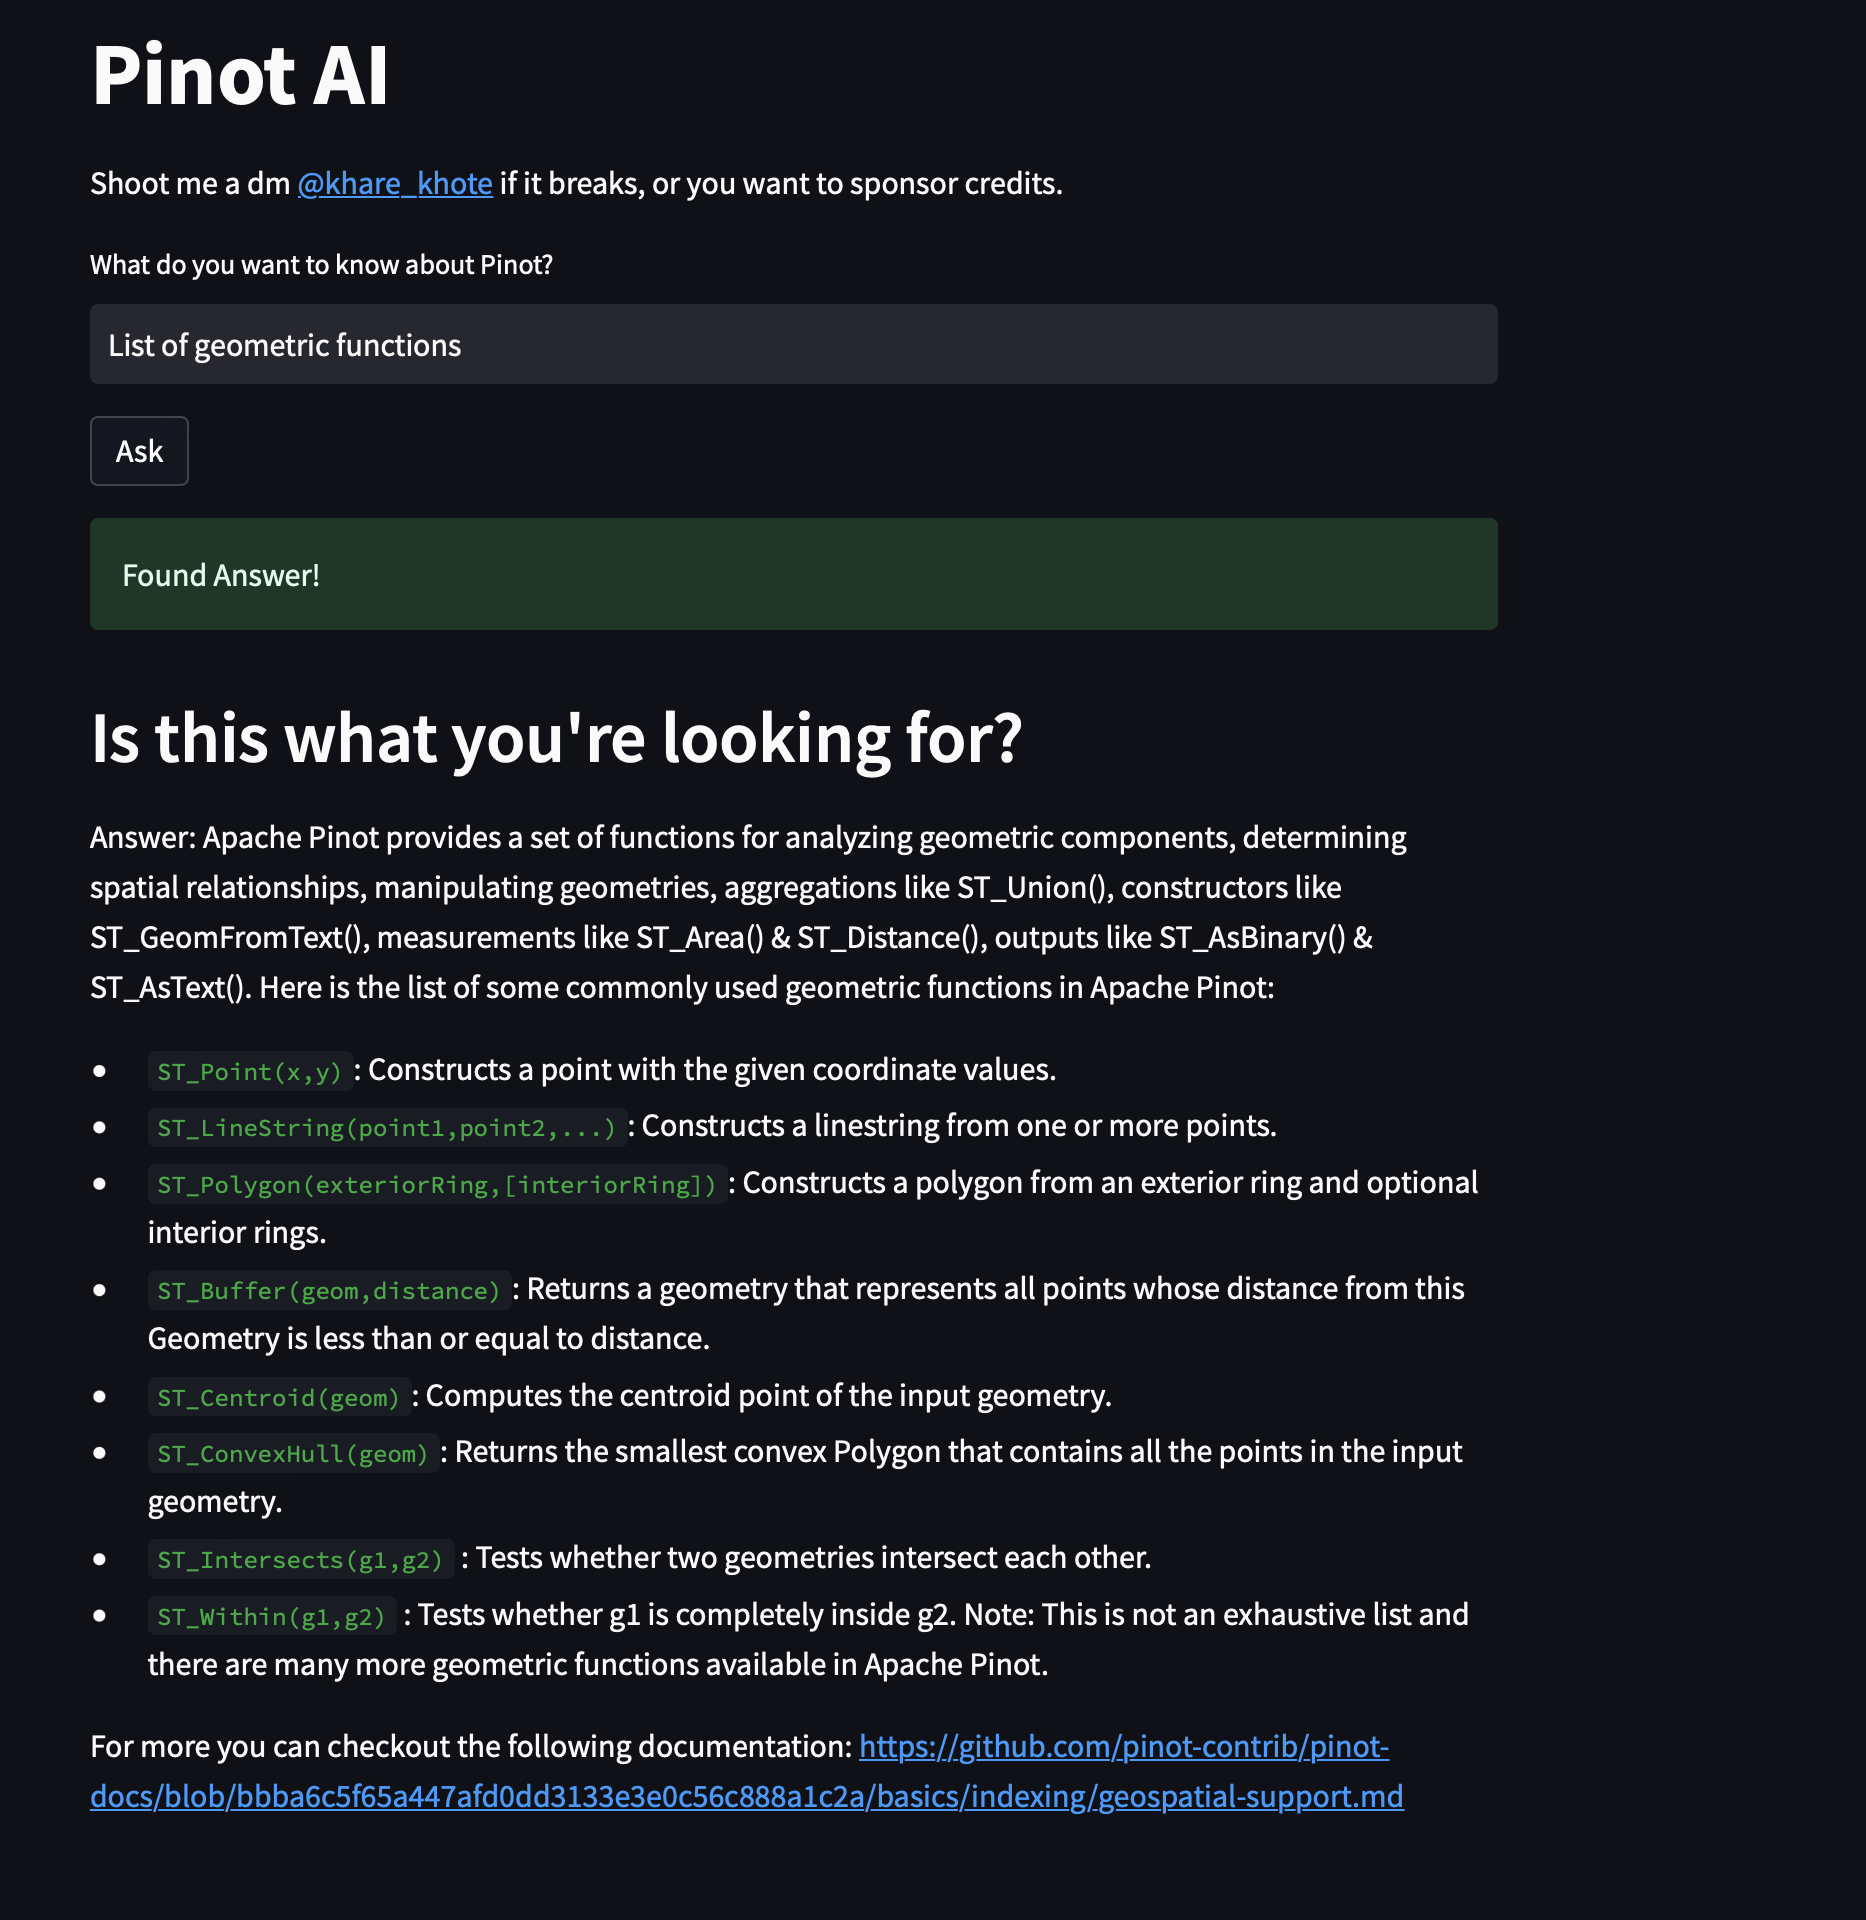 Pinot AI
Shoot me a dm @khare_khote if it breaks, or you want to sponsor credits.
What do you want to know about Pinot?
List of geometric functions
Ask
Found Answer!
Is this what you're looking for?
Answer: Apache Pinot provides a set of functions for analyzing geometric components, determining
spatial relationships, manipulating geometries, aggregations like ST_Union(), constructors like
ST_GeomFromText(), measurements like ST_Area() & ST_Distance(), outputs like ST_AsBinary() &
ST_AsText(). Here is the list of some commonly used geometric functions in Apache Pinot:
• ST_Point(x,y) : Constructs a point with the given coordinate values.
• ST_LineString(point1,point2,...) : Constructs a linestring from one or more points.
• ST_Polygon(exteriorRing,[interiorRing]) : Constructs a polygon from an exterior ring and optional
interior rings.
• ST_Buffer(geom,distance) : Returns a geometry that represents all points whose distance from this
Geometry is less than or equal to distance.
• ST_Centroid(geom) : Computes the centroid point of the input geometry.
• ST_ConvexHull(geom) : Returns the smallest convex Polygon that contains all the points in the input
geometry.
• ST_Intersects(g1,g2) : Tests whether two geometries intersect each other.
• ST_Within(g1,g2) : Tests whether g1 is completely inside g2. Note: This is not an exhaustive list and
there are many more geometric functions available in Apache Pinot.
For more you can checkout the following documentation: https://github.com/pinot-contrib/pinot-
docs/blob/bbba6c5f65a447afd0dd3133e3e0c56c888a1c2a/basics/indexing/geospatial-support.md